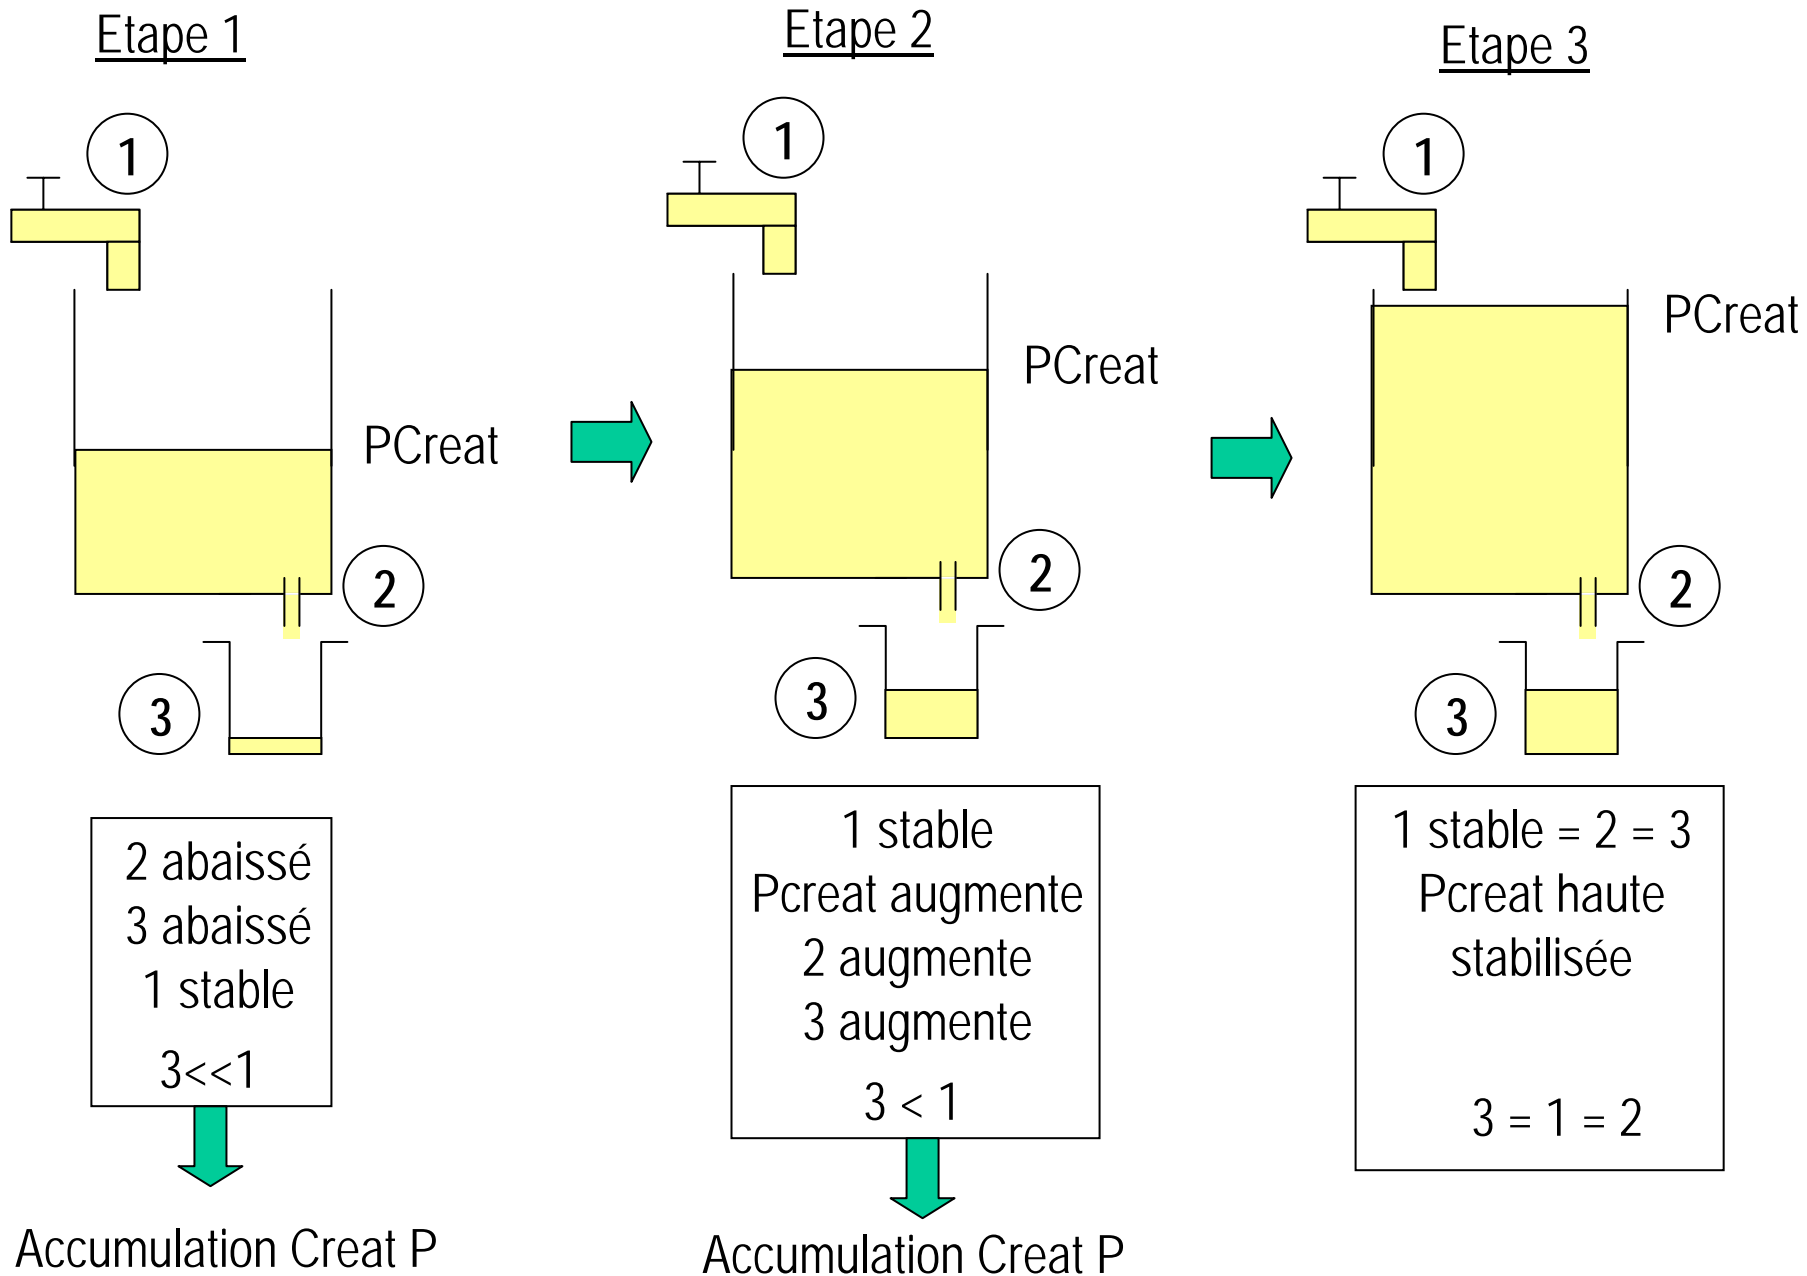 Etape 1
1
PCreat
2
3
2 abaissé
3 abaissé
1 stable
3<<1
Accumulation Creat P
Etape 2
1
PCreat
2
3
1 stable
Pcreat augmente
2 augmente
3 augmente
3 < 1
Accumulation Creat P
Etape 3
1
PCreat
2
3
1 stable = 2 = 3
Pcreat haute
stabilisée
3 = 1 = 2